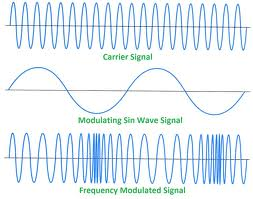 Carrier Signal
Modulating Sin Wave Signal
Frequency Modulated Signal